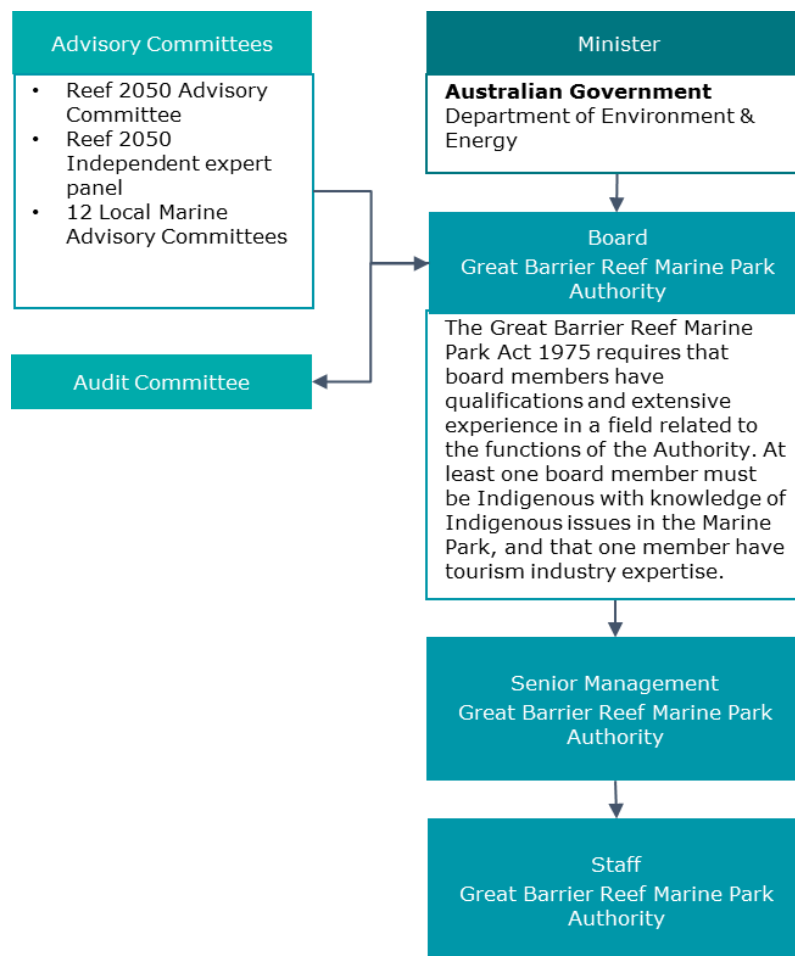 Advisory Committees
• Reef 2050 Advisory
Committee
• Reef 2050
Independent expert
panel
• 12 Local Marine
Advisory Committees
Audit Committee
Minister
Australian Government
Department of Environment &
Energy
Board
Great Barrier Reef Marine Park
Authority
The Great Barrier Reef Marine
Park Act 1975 requires that
board members have
qualifications and extensive
experience in a field related to
the functions of the Authority. At
least one board member must
be Indigenous with knowledge of
Indigenous issues in the Marine
Park, and that one member have
tourism industry expertise.
Senior Management
Great Barrier Reef Marine Park
Authority
Staff
Great Barrier Reef Marine Park
Authority